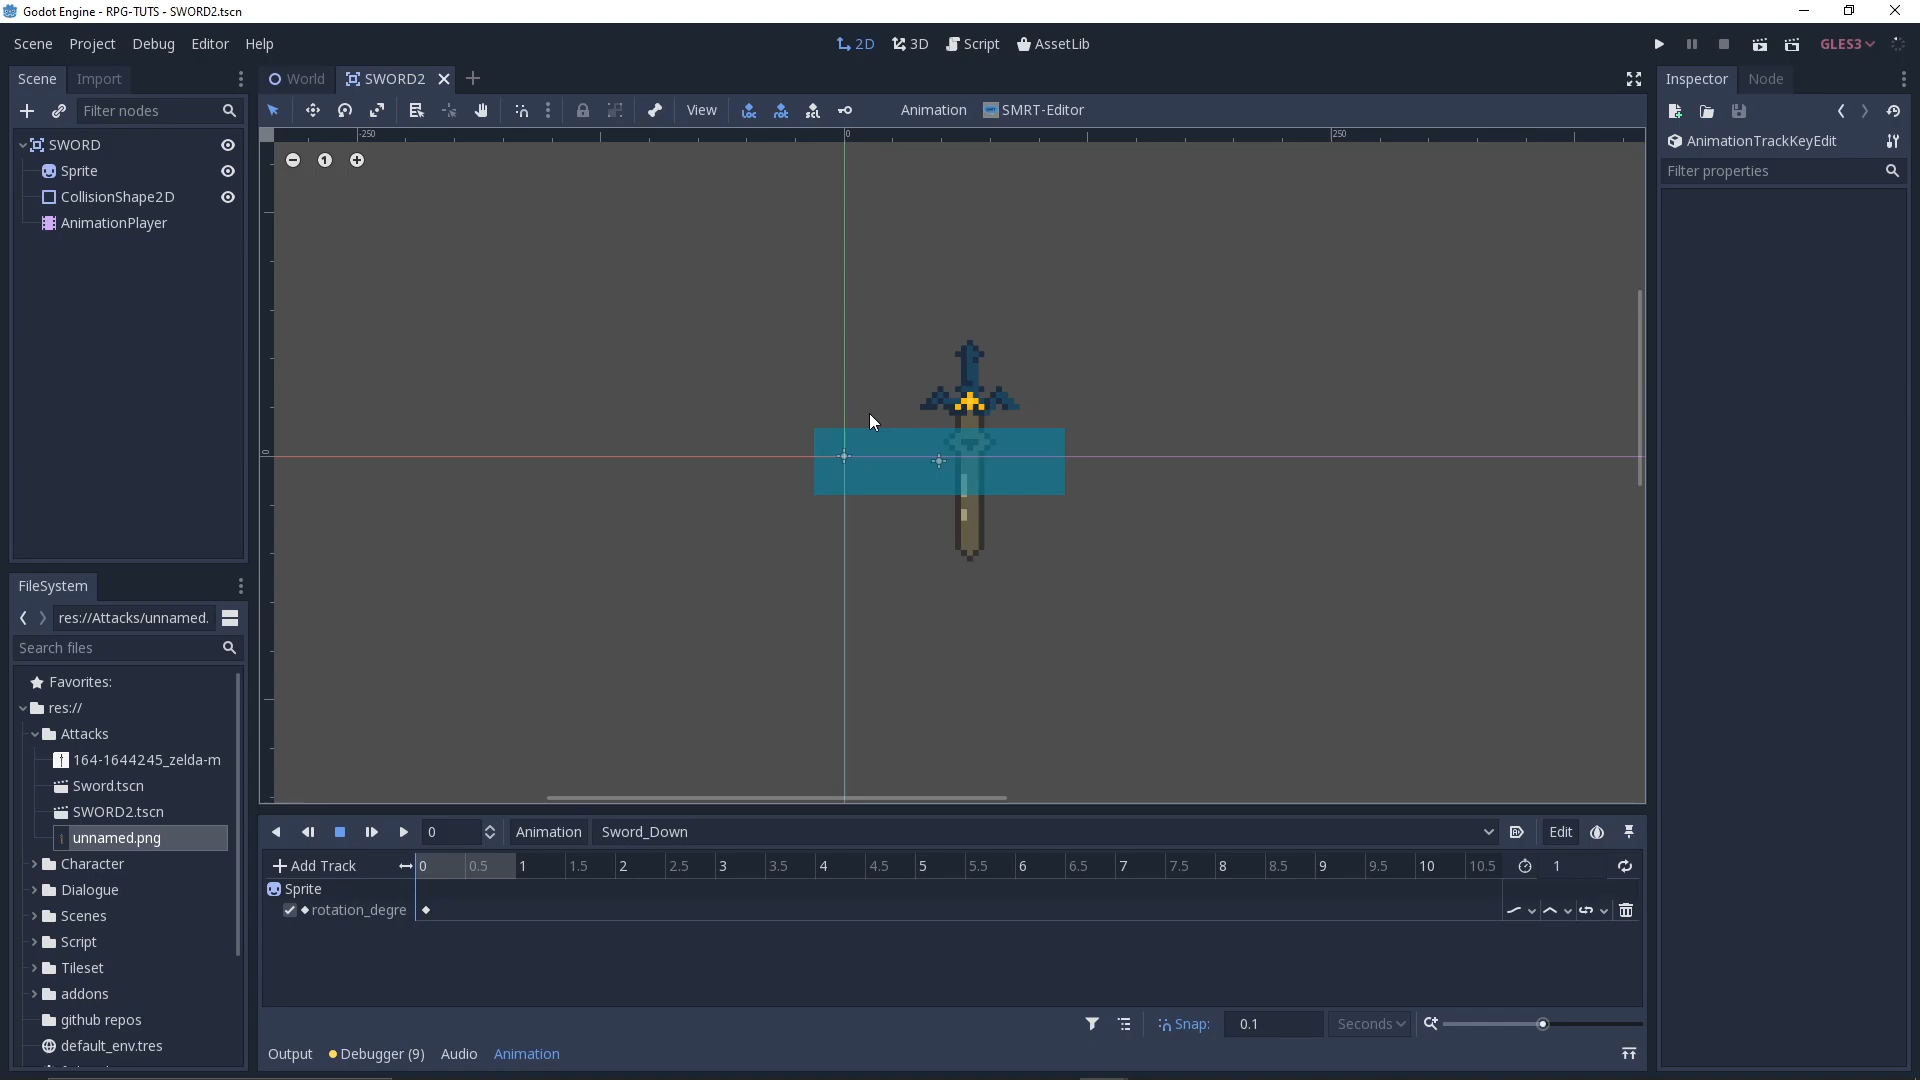 Godot Engine - RPG-TUTS - SWORD2.tscn
Scene Project Debug Editor Help
2D 3D Script AssetLib
GLES3
Scene Import
World SWORD2
Inspector Node
Filter nodes
View Animation SMRT-Editor
AnimationTrackKeyEdit
Filter properties
-250 0 250
0
1
SWORD
Sprite
CollisionShape2D
AnimationPlayer
FileSystem
res://Attacks/unnamed.
Search files
Favorites:
res://
Attacks
164-1644245_zelda-m
Sword.tscn
SWORD2.tscn
unnamed.png
Character
Dialogue
Scenes
Script
Tileset
addons
github repos
default_env.tres
0 Animation Sword_Down Edit
Add Track 0 0.5 1 1.5 2 2.5 3 3.5 4 4.5 5 5.5 6 6.5 7 7.5 8 8.5 9 9.5 10 10.5 1
Sprite
rotation_degre
Snap: 0.1 Seconds
Output Debugger (9) Audio Animation